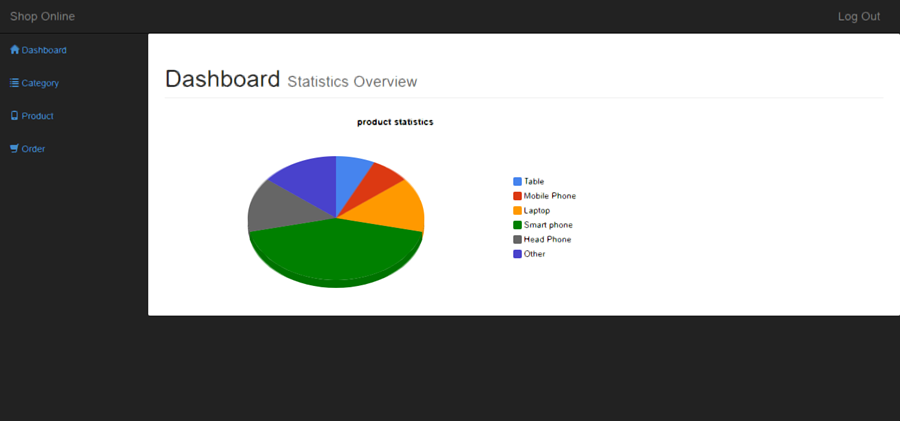 Shop Online
Log Out
Dashboard
Category
Product
Order
Dashboard Statistics Overview
product statistics
Table
Mobile Phone
Laptop
Smart phone
Head Phone
Other